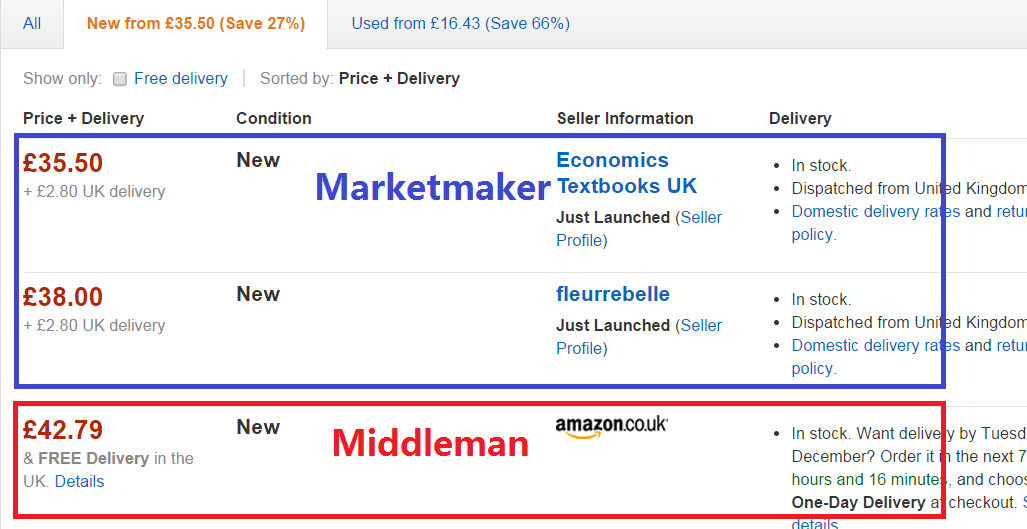 All New from £35.50 (Save 27%) Used from £16.43 (Save 66%)
Show only: Free delivery Sorted by: Price + Delivery
Price + Delivery Condition Seller Information Delivery
£35.50
+ £2.80 UK delivery
New
Marketmaker
Economics
Textbooks UK
Just Launched (Seller
Profile)
In stock.
Dispatched from United Kingdom
Domestic delivery rates and retur
policy.
£38.00
+ £2.80 UK delivery
New
fleurrebelle
Just Launched (Seller
Profile)
In stock.
Dispatched from United Kingdom
Domestic delivery rates and retur
policy.
£42.79
& FREE Delivery in the
UK. Details
New
Middleman
amazon.co.uk
In stock. Want delivery by Tuesd
December? Order it in the next 7
hours and 16 minutes, and choos
One-Day Delivery at checkout. S
details